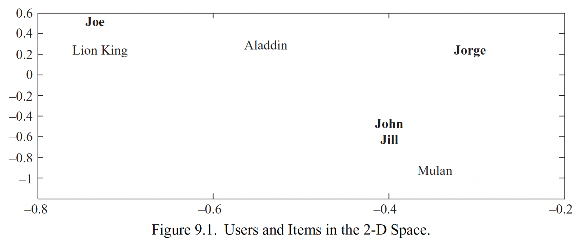 0.6
Joe
0.4
Lion King Aladdin Jorge
0.2
0
–0.2
–0.4
John
–0.6
Jill
–0.8
Mulan
–1
–0.8 –0.6 –0.4 –0.2
Figure 9.1. Users and Items in the 2-D Space.